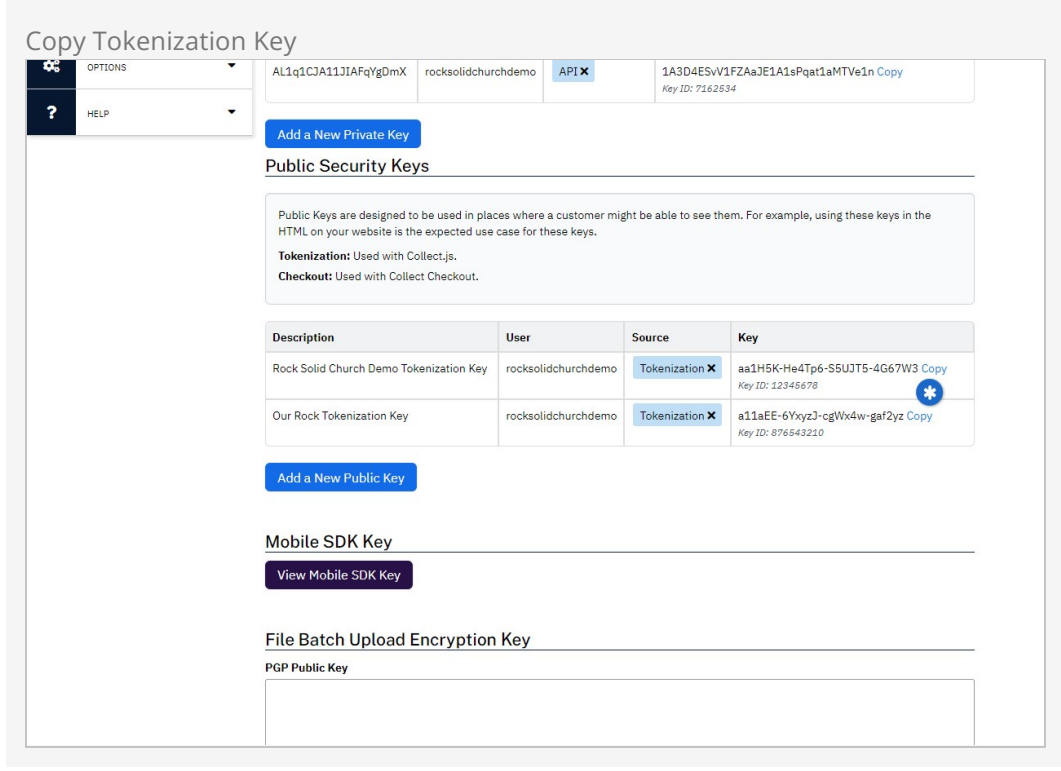 Copy Tokenization Key
OPTIONS
AL1q1CJA11JIAFqYgDmX rocksolidchurchdemo API✖ 1A3D4ESvV1FZAaJE1A1sPqat1aMTVe1n Copy
Key ID: 7162534
? HELP
Add a New Private Key
Public Security Keys
Public Keys are designed to be used in places where a customer might be able to see them. For example, using these keys in the
HTML on your website is the expected use case for these keys.
Tokenization: Used with Collect.js.
Checkout: Used with Collect Checkout.
Description User Source Key
Rock Solid Church Demo Tokenization Key rocksolidchurchdemo Tokenization ✖ aa1H5K-He4Tp6-S5UJT5-4G67W3 Copy
Key ID: 12345678
Our Rock Tokenization Key rocksolidchurchdemo Tokenization ✖ a11aEE-6YxyzJ-cgWx4w-gaf2yz Copy
Key ID: 876543210
Add a New Public Key
Mobile SDK Key
View Mobile SDK Key
File Batch Upload Encryption Key
PGP Public Key